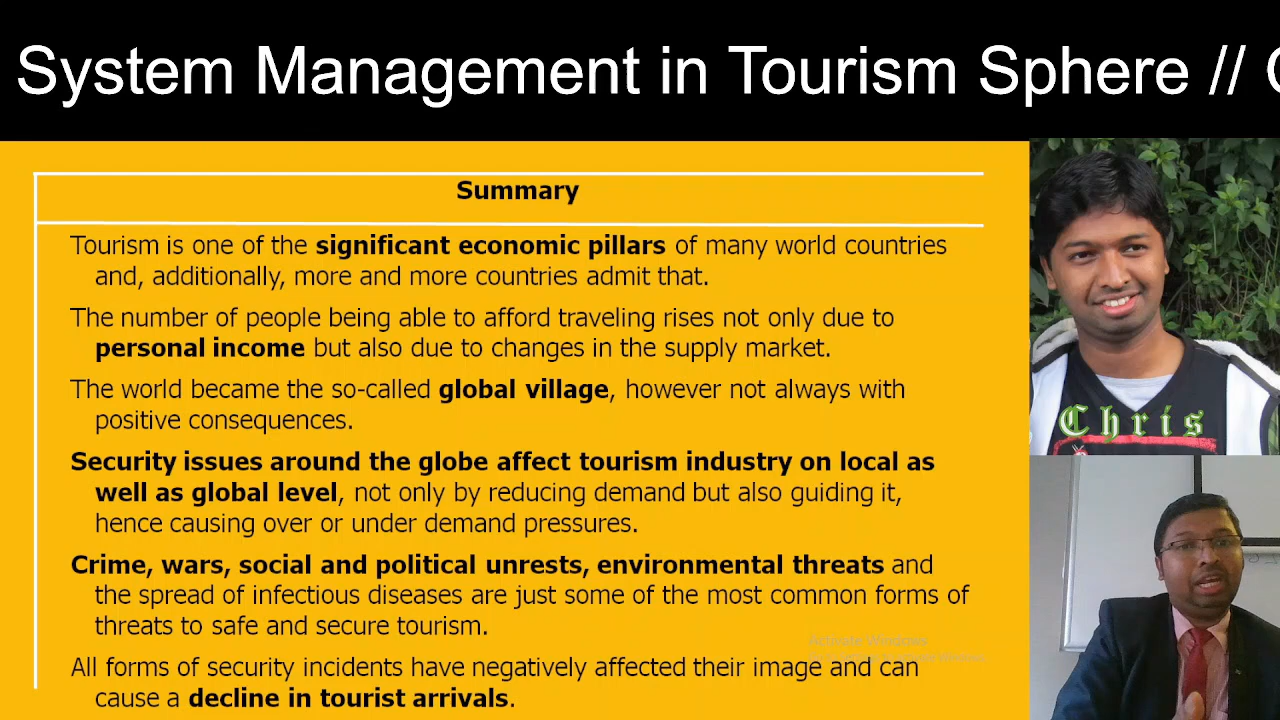 System Management in Tourism Sphere //
Summary
Tourism is one of the significant economic pillars of many world countries
and, additionally, more and more countries admit that.
The number of people being able to afford traveling rises not only due to
personal income but also due to changes in the supply market.
The world became the so-called global village, however not always with
positive consequences.
Security issues around the globe affect tourism industry on local as
well as global level, not only by reducing demand but also guiding it,
hence causing over or under demand pressures.
Crime, wars, social and political unrests, environmental threats and
the spread of infectious diseases are just some of the most common forms of
threats to safe and secure tourism.
All forms of security incidents have negatively affected their image and can
cause a decline in tourist arrivals.
Chris
Activate Windows